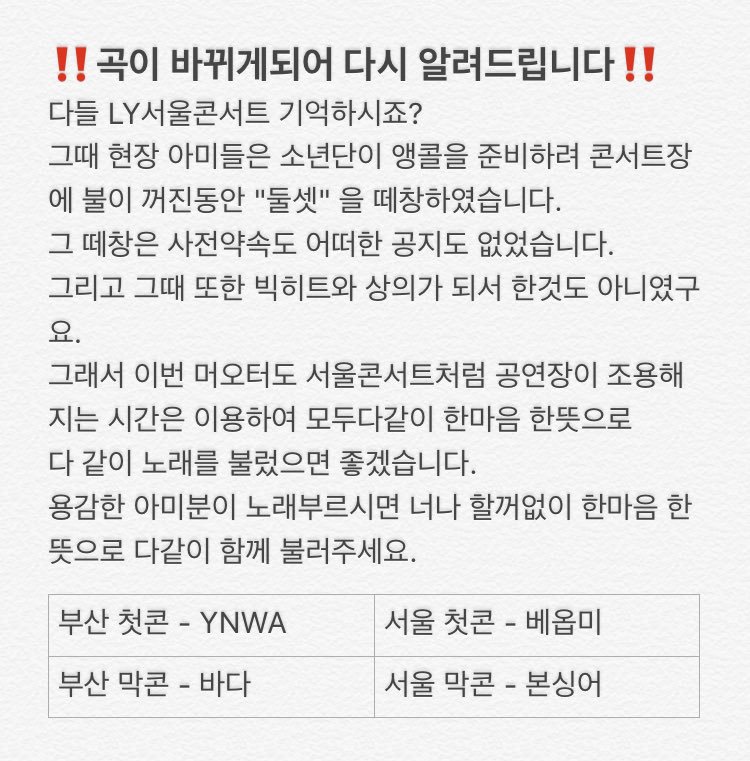 ‼️곡이 바뀌게되어 다시 알려드립니다‼️
다들 LY서울콘서트 기억하시죠?
그때 현장 아미들은 소년단이 앵콜을 준비하려 콘서트장
에 불이 꺼진동안 "둘셋" 을 떼창하였습니다.
그 떼창은 사전약속도 어떠한 공지도 없었습니다.
그리고 그때 또한 빅히트와 상의가 되서 한것도 아니였구
요.
그래서 이번 머오터도 서울콘서트처럼 공연장이 조용해
지는 시간은 이용하여 모두다같이 한마음 한뜻으로
다 같이 노래를 불렀으면 좋겠습니다.
용감한 아미분이 노래부르시면 너나 할꺼없이 한마음 한
뜻으로 다같이 함께 불러주세요.
부산 첫콘 - YNWA 서울 첫콘 - 베옵미
부산 막콘 - 바다 서울 막콘 - 본싱어